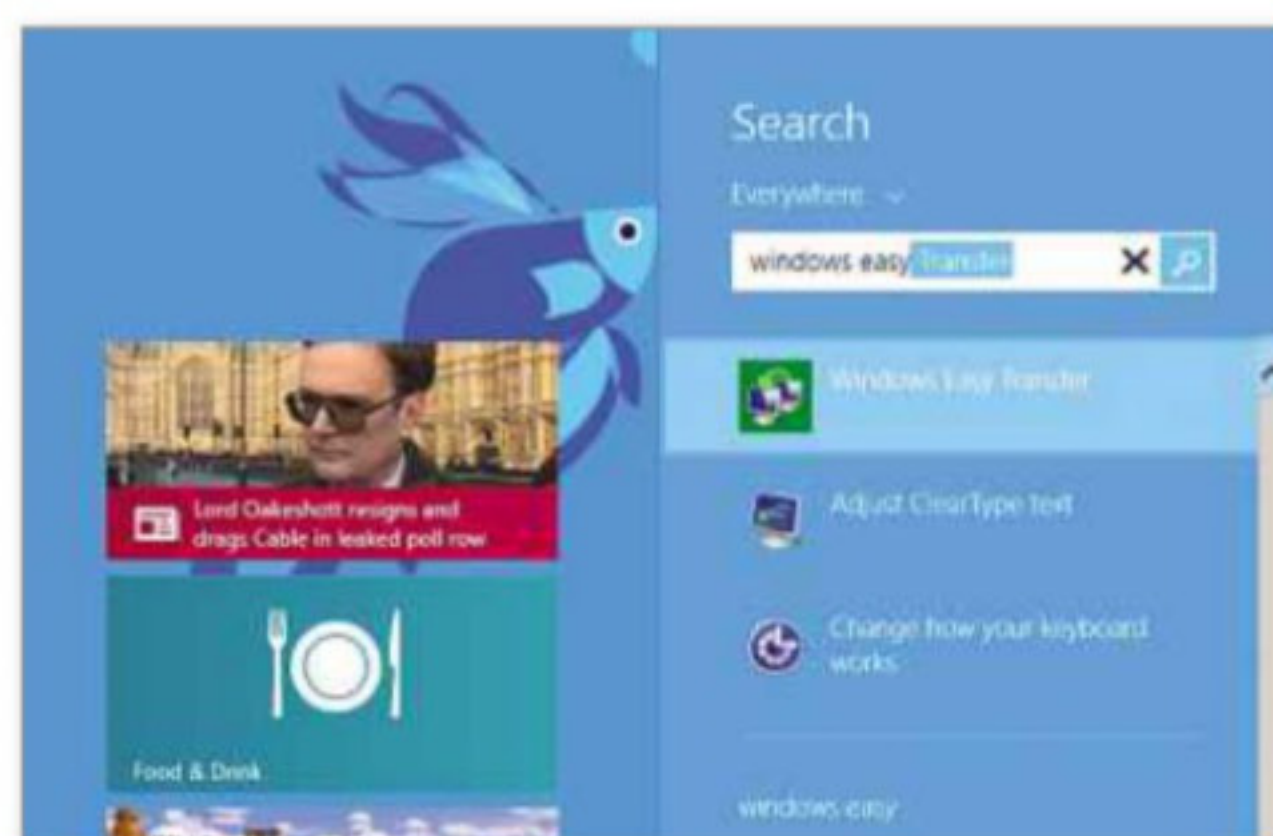 Search
Everywhere
windows easy Transfer
Windows Easy Transfer
Adjust ClearType text
Change how your keyboard
works
windows easy
Lord Oakeshott resigns and
drags Cable in leaked poll row
Food & Drink